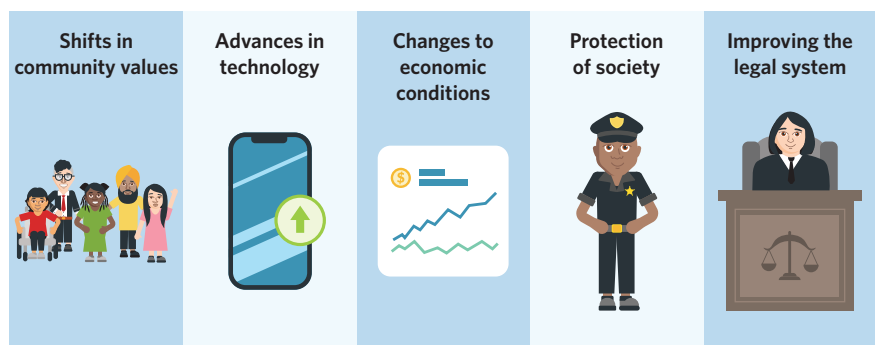 Shifts in
community values
Advances in
technology
Changes to
economic
conditions
Protection
of society
Improving the
legal system
$